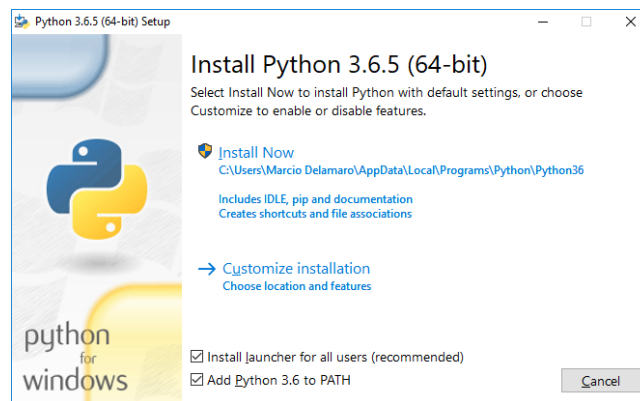 Python 3.6.5 (64-bit) Setup
Install Python 3.6.5 (64-bit)
Select Install Now to install Python with default settings, or choose
Customize to enable or disable features.
Install Now
C:\Users\Marcio Delamaro\AppData\Local\Programs\Python\Python36
Includes IDLE, pip and documentation
Creates shortcuts and file associations
Customize installation
Choose location and features
python
for
windows
Install launcher for all users (recommended)
Add Python 3.6 to PATH
Cancel